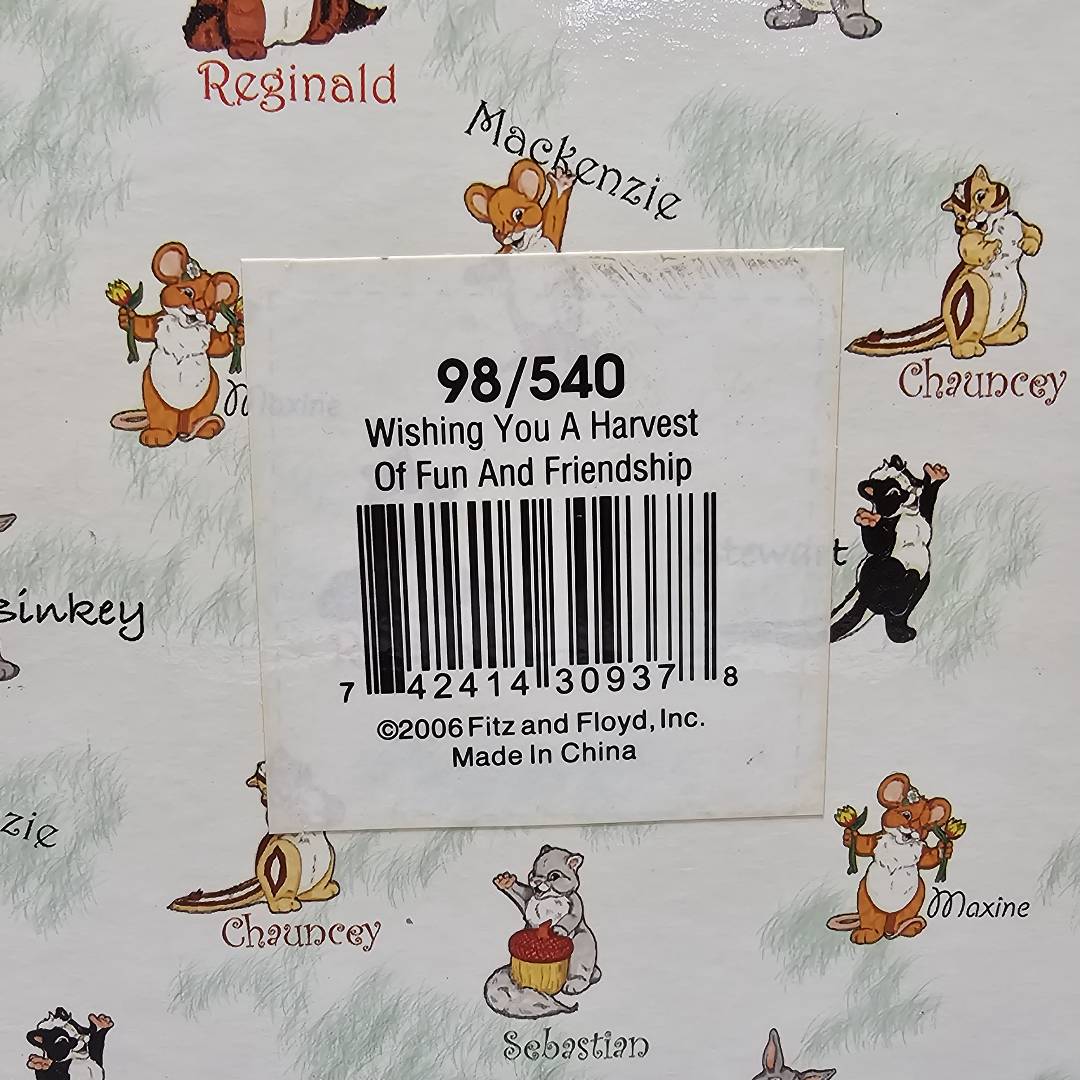 Reginald
Mackenzie
Chauncey
98/540
Wishing You A Harvest
Of Fun And Friendship
7 42414 30937 8
©2006 Fitz and Floyd, Inc.
Made In China
zie
Chauncey
Maxine
Sebastian